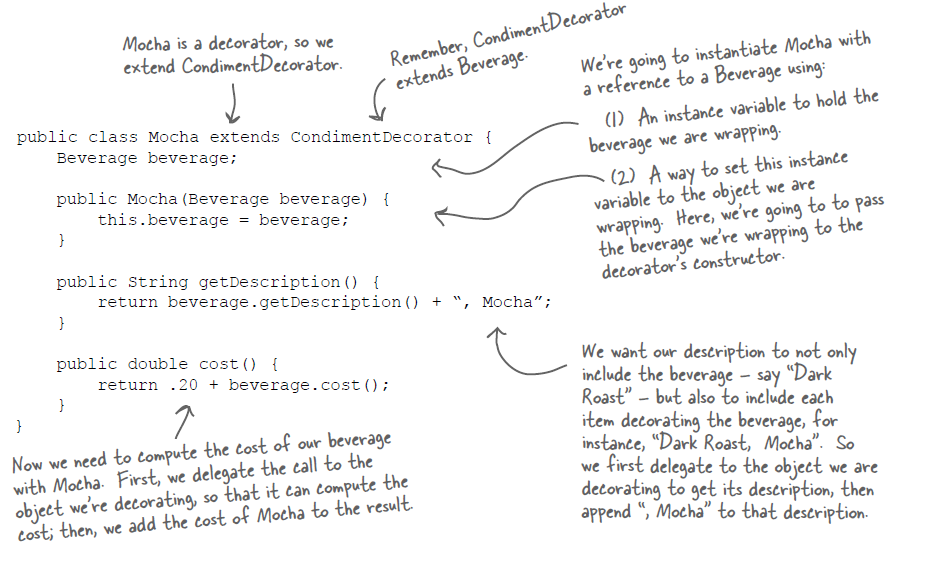 Mocha is a decorator, so we
extend CondimentDecorator.
Remember, CondimentDecorator
extends Beverage.
We're going to instantiate Mocha with
a reference to a Beverage using:
(1) An instance variable to hold the
beverage we are wrapping.
(2) A way to set this instance
variable to the object we are
wrapping. Here, we're going to to pass
the beverage we're wrapping to the
decorator's constructor.
public class Mocha extends CondimentDecorator {
Beverage beverage;
public Mocha(Beverage beverage) {
this.beverage = beverage;
}
public String getDescription() {
return beverage.getDescription() + “, Mocha”;
}
public double cost() {
return .20 + beverage.cost();
}
}
We want our description to not only
include the beverage – say “Dark
Roast” – but also to include each
item decorating the beverage, for
instance, “Dark Roast, Mocha”. So
we first delegate to the object we are
decorating to get its description, then
append “, Mocha” to that description.
Now we need to compute the cost of our beverage
with Mocha. First, we delegate the call to the
object we're decorating, so that it can compute the
cost; then, we add the cost of Mocha to the result.